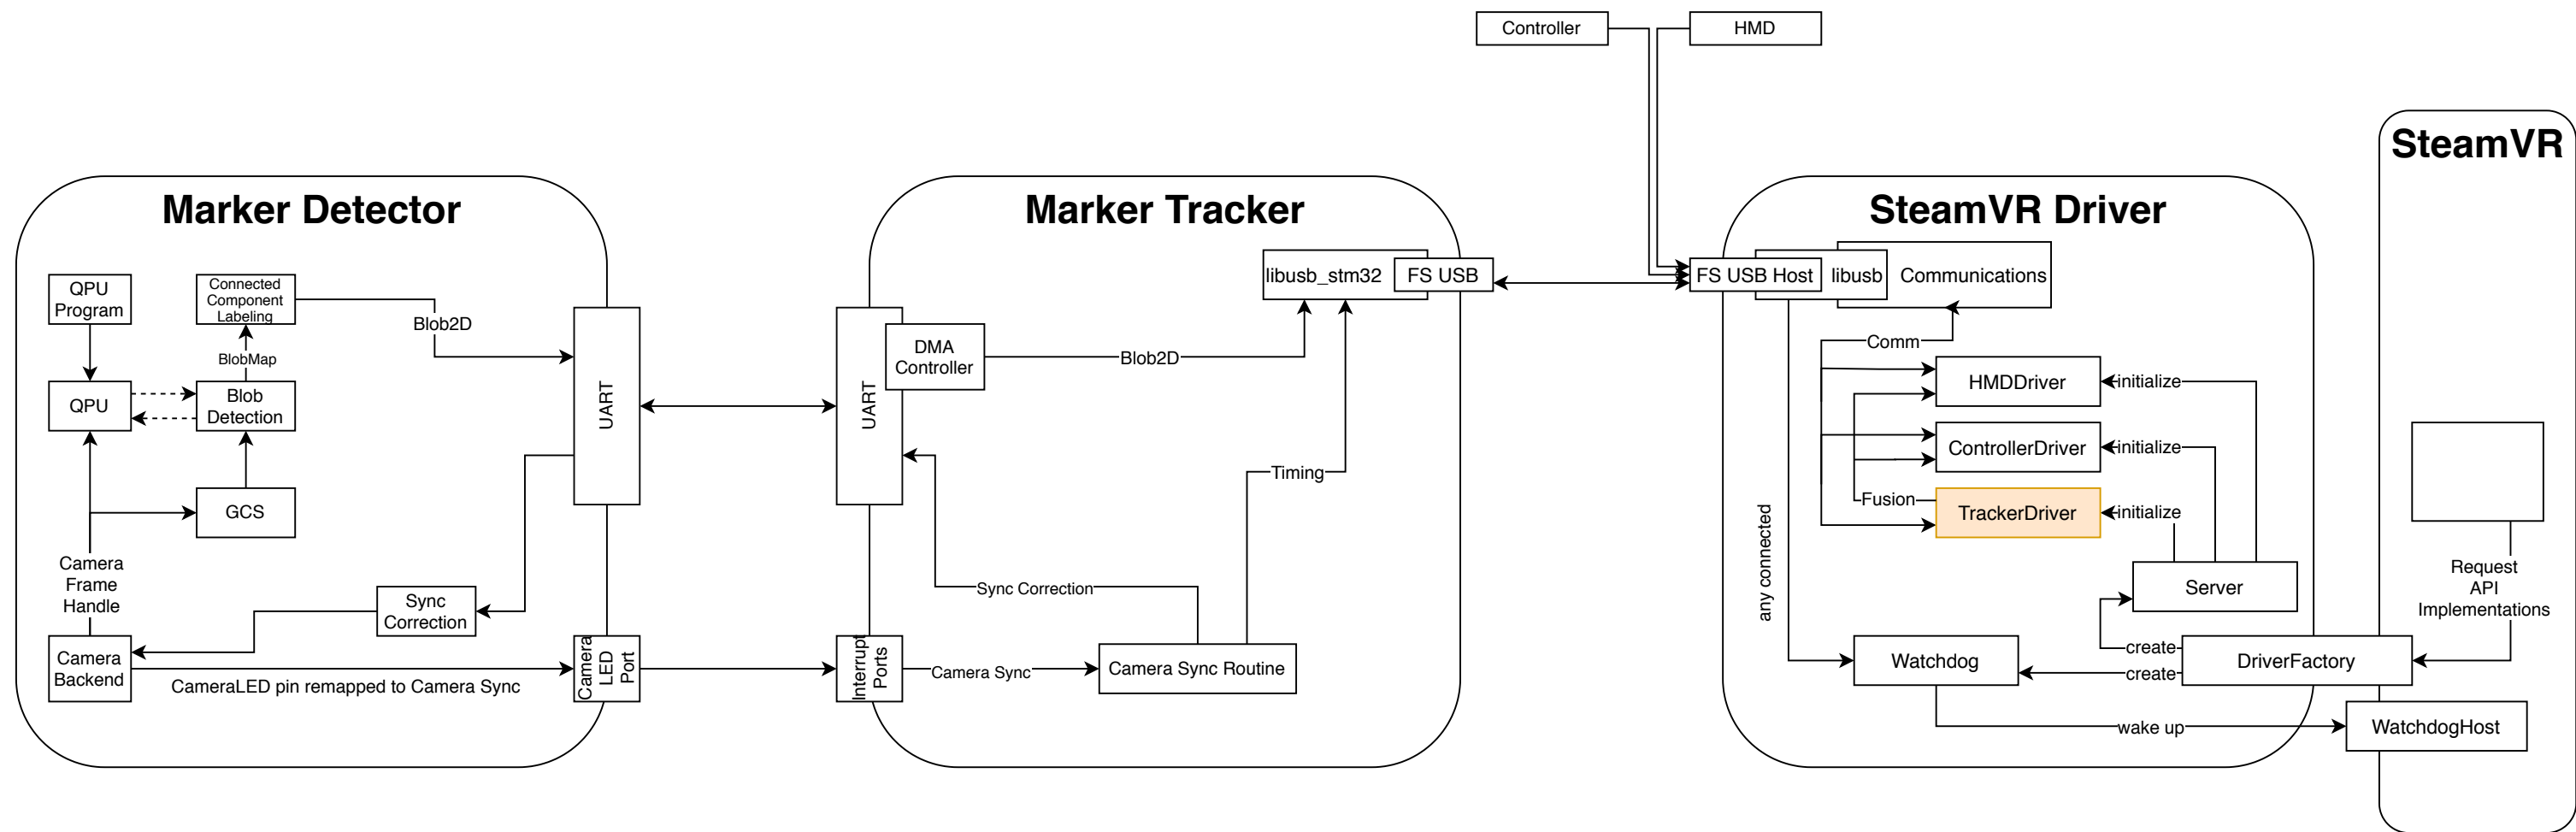 Controller
HMD
SteamVR
Marker Detector
Marker Tracker
SteamVR Driver
QPU
Program
Connected
Component
Labeling
Blob2D
BlobMap
QPU
Blob
Detection
GCS
Camera
Frame
Handle
Sync
Correction
Camera
Backend
CameraLED pin remapped to Camera Sync
UART
Camera
LED
Port
UART
DMA
Controller
Blob2D
libusb_stm32
FS USB
Timing
Sync Correction
Interrupt
Ports
Camera Sync
Camera Sync Routine
FS USB Host
libusb
Communications
Comm
HMDDriver
initialize
ControllerDriver
initialize
Fusion
TrackerDriver
initialize
any connected
Server
Watchdog
create
create
DriverFactory
Request
API
Implementations
wake up
WatchdogHost